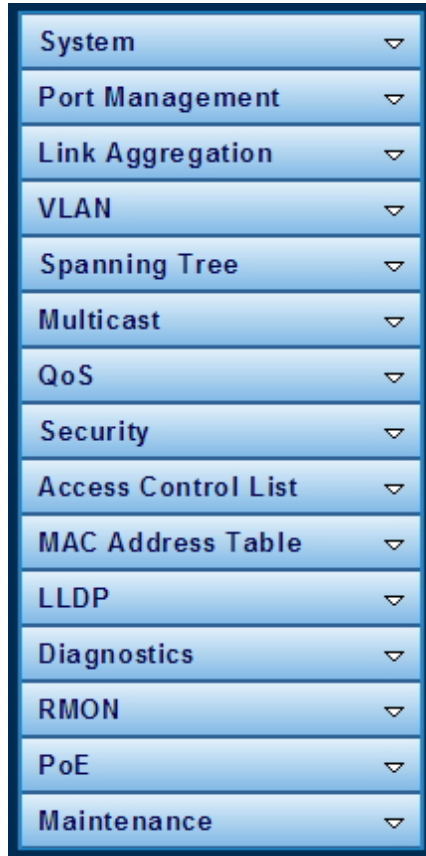 System
Port Management
Link Aggregation
VLAN
Spanning Tree
Multicast
QoS
Security
Access Control List
MAC Address Table
LLDP
Diagnostics
RMON
PoE
Maintenance